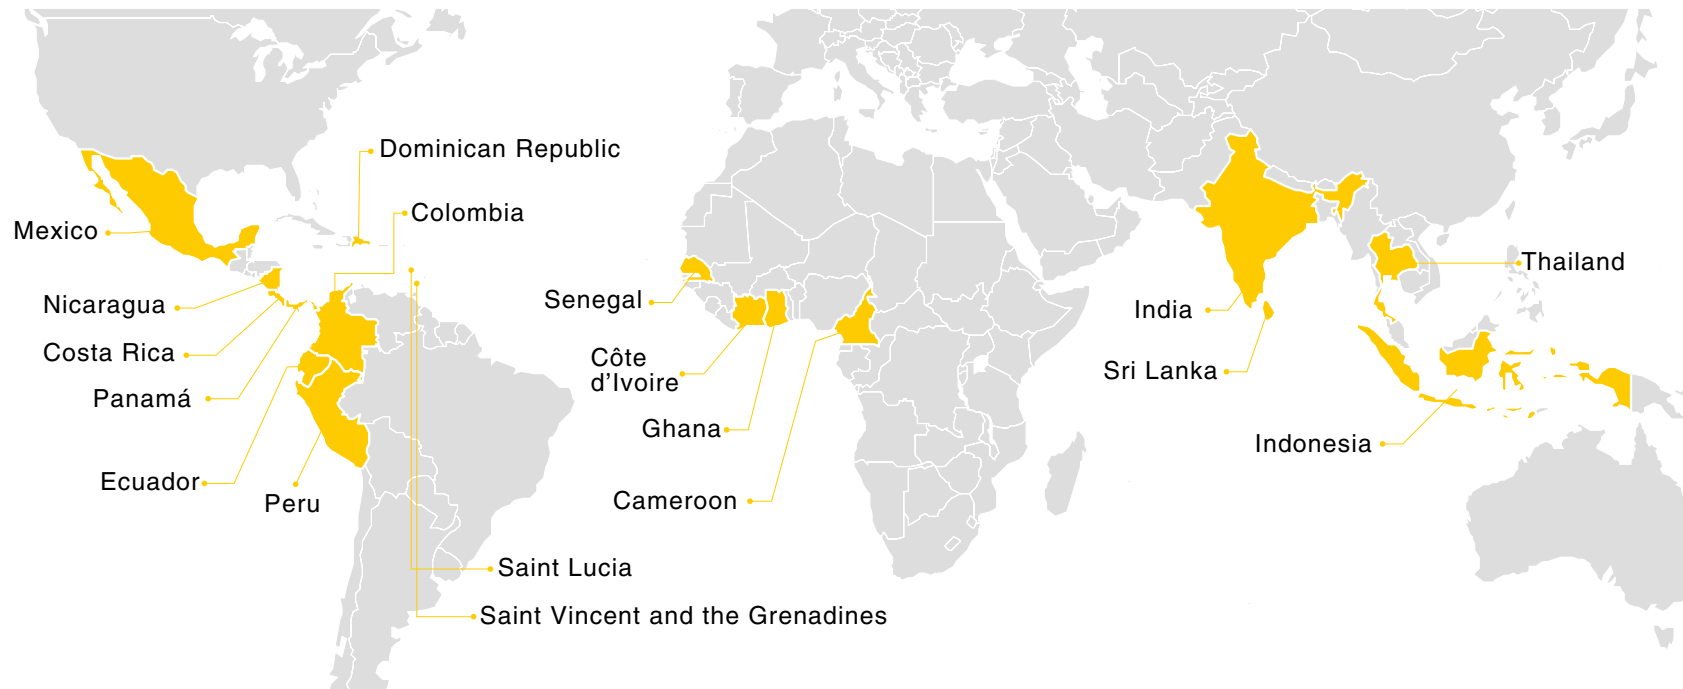 Dominican Republic
Colombia
Mexico
Nicaragua
Costa Rica
Panamá
Ecuador
Peru
Saint Lucia
Saint Vincent and the Grenadines
Senegal
Côte
d’Ivoire
Ghana
Cameroon
India
Sri Lanka
Thailand
Indonesia